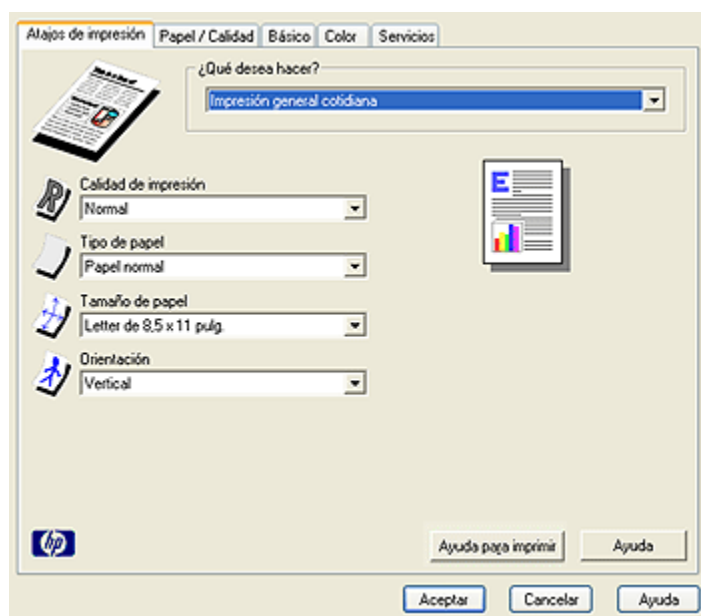 Atajos de impresión Papel / Calidad Básico Color Servicios
¿Qué desea hacer?
Impresión general cotidiana
Calidad de impresión
Normal
Tipo de papel
Papel normal
Tamaño de papel
Letter de 8,5 x 11 pulg.
Orientación
Vertical
hp
Ayuda para imprimir Ayuda
Aceptar Cancelar Ayuda